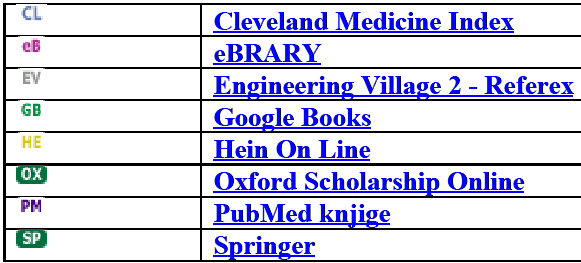 CL Cleveland Medicine Index
eB eBRARY
EV Engineering Village 2 - Referex
GB Google Books
HE Hein On Line
OX Oxford Scholarship Online
PM PubMed knjige
SP Springer